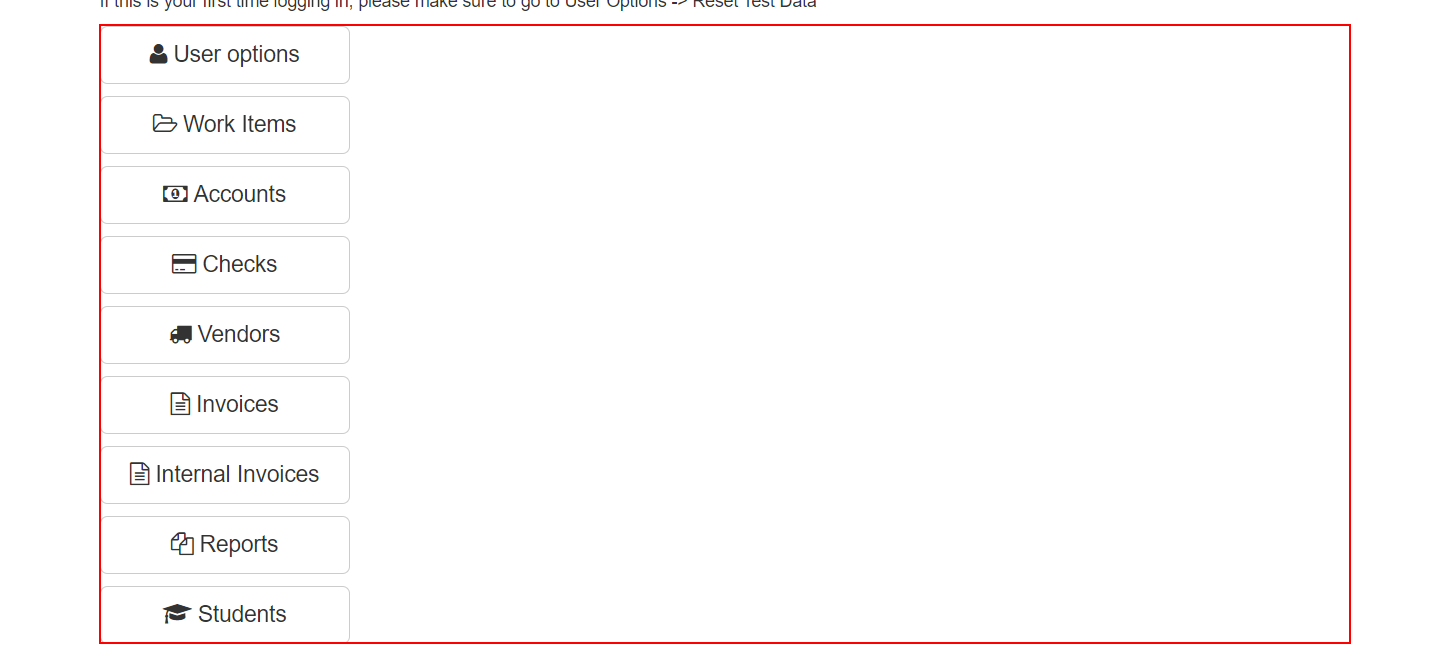 If this is your first time logging in, please make sure to go to User Options -> Reset Test Data
User options
Work Items
Accounts
Checks
Vendors
Invoices
Internal Invoices
Reports
Students